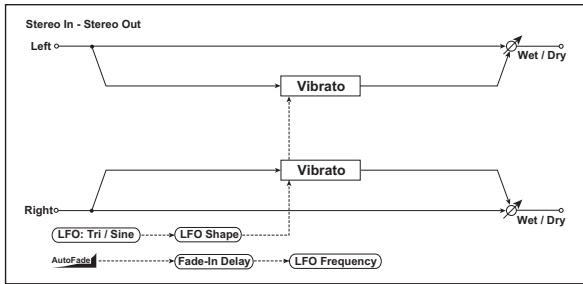 Stereo In - Stereo Out
Left
Wet / Dry
Vibrato
Vibrato
Right
Wet / Dry
LFO: Tri / Sine
LFO Shape
AutoFade
Fade-In Delay
LFO Frequency